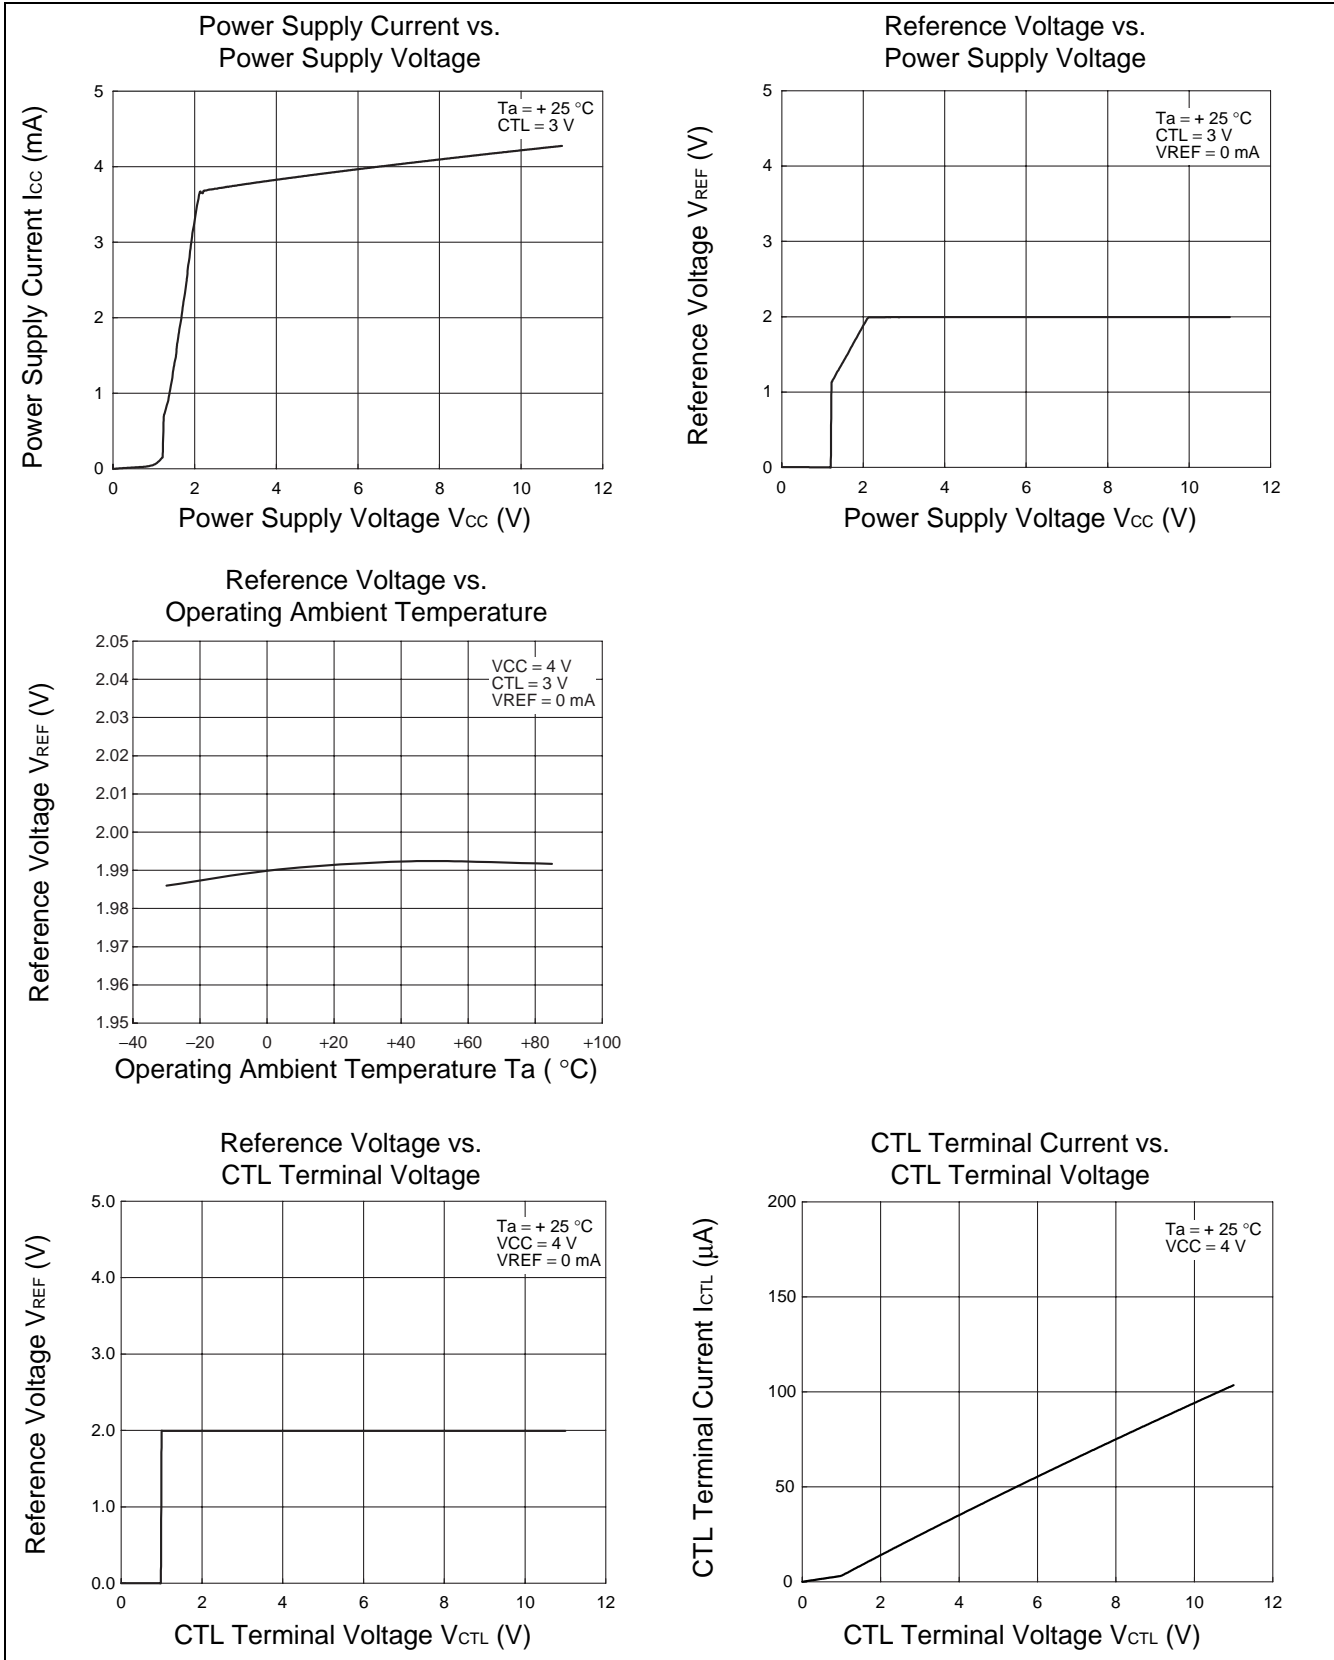 Power Supply Current vs.
Power Supply Voltage
Power Supply Current ICC (mA)
5
4
3
2
1
0
Ta = + 25 °C
CTL = 3 V
0 2 4 6 8 10 12
Power Supply Voltage VCC (V)
Reference Voltage vs.
Power Supply Voltage
Reference Voltage VREF (V)
5
4
3
2
1
0
Ta = + 25 °C
CTL = 3 V
VREF = 0 mA
0 2 4 6 8 10 12
Power Supply Voltage VCC (V)
Reference Voltage vs.
Operating Ambient Temperature
Reference Voltage VREF (V)
2.05
2.04
2.03
2.02
2.01
2.00
1.99
1.98
1.97
1.96
1.95
VCC = 4 V
CTL = 3 V
VREF = 0 mA
−40 −20 0 +20 +40 +60 +80 +100
Operating Ambient Temperature Ta ( °C)
Reference Voltage vs.
CTL Terminal Voltage
Reference Voltage VREF (V)
5.0
4.0
3.0
2.0
1.0
0.0
Ta = + 25 °C
VCC = 4 V
VREF = 0 mA
0 2 4 6 8 10 12
CTL Terminal Voltage VCTL (V)
CTL Terminal Current vs.
CTL Terminal Voltage
CTL Terminal Current ICTL (µA)
200
150
100
50
0
Ta = + 25 °C
VCC = 4 V
0 2 4 6 8 10 12
CTL Terminal Voltage VCTL (V)